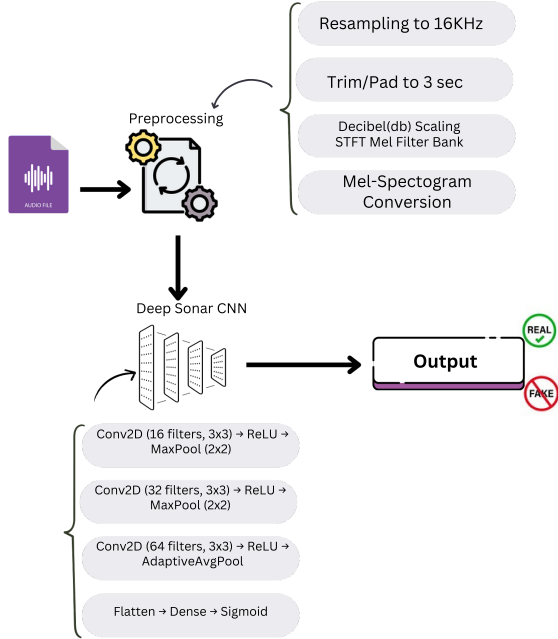 Resampling to 16KHz
Trim/Pad to 3 sec
Decibel(db) Scaling
STFT Mel Filter Bank
Mel-Spectogram
Conversion
Preprocessing
AUDIO FILE
Deep Sonar CNN
Output
REAL
FAKE
Conv2D (16 filters, 3x3) → ReLU →
MaxPool (2x2)
Conv2D (32 filters, 3x3) → ReLU →
MaxPool (2x2)
Conv2D (64 filters, 3x3) → ReLU →
AdaptiveAvgPool
Flatten → Dense → Sigmoid